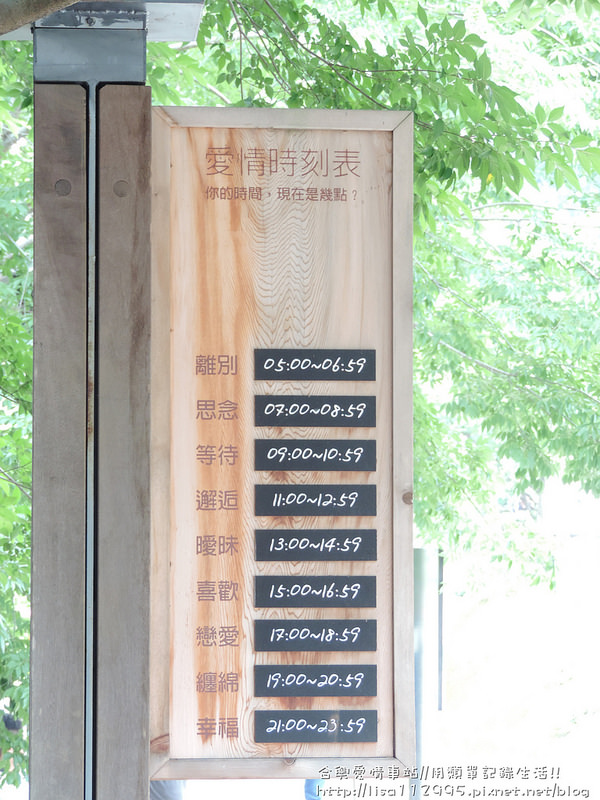 愛情時刻表
你的時間，現在是幾點？
離別 05:00~06:59
思念 07:00~08:59
等待 09:00~10:59
邂逅 11:00~12:59
曖昧 13:00~14:59
喜歡 15:00~16:59
戀愛 17:00~18:59
纏綿 19:00~20:59
幸福 21:00~23:59
合興愛情車站//用顆單記錄生活!!
http://lisa112995.pixnet.net/blog